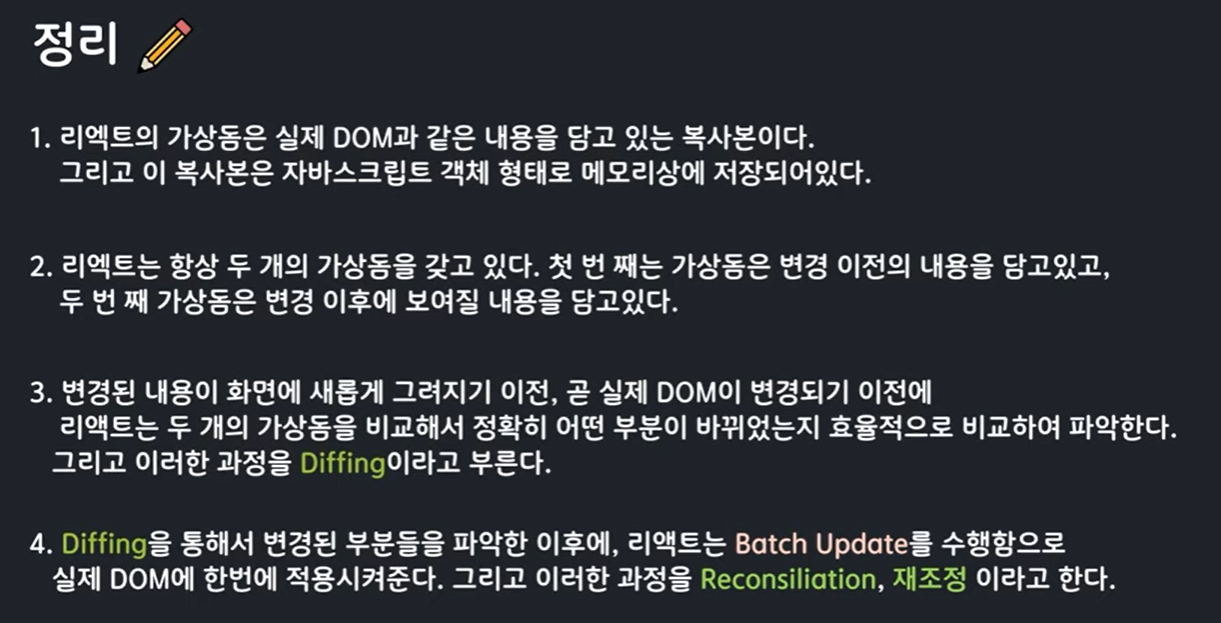 정리
1. 리엑트의 가상돔은 실제 DOM과 같은 내용을 담고 있는 복사본이다.
그리고 이 복사본은 자바스크립트 객체 형태로 메모리상에 저장되어있다.
2. 리엑트는 항상 두 개의 가상돔을 갖고 있다. 첫 번 째는 가상돔은 변경 이전의 내용을 담고있고,
두 번 째 가상돔은 변경 이후에 보여질 내용을 담고있다.
3. 변경된 내용이 화면에 새롭게 그려지기 이전, 곧 실제 DOM이 변경되기 이전에
리액트는 두 개의 가상돔을 비교해서 정확히 어떤 부분이 바뀌었는지 효율적으로 비교하여 파악한다.
그리고 이러한 과정을 Diffing이라고 부른다.
4. Diffing을 통해서 변경된 부분들을 파악한 이후에, 리액트는 Batch Update를 수행함으로
실제 DOM에 한번에 적용시켜준다. 그리고 이러한 과정을 Reconsiliation, 재조정 이라고 한다.